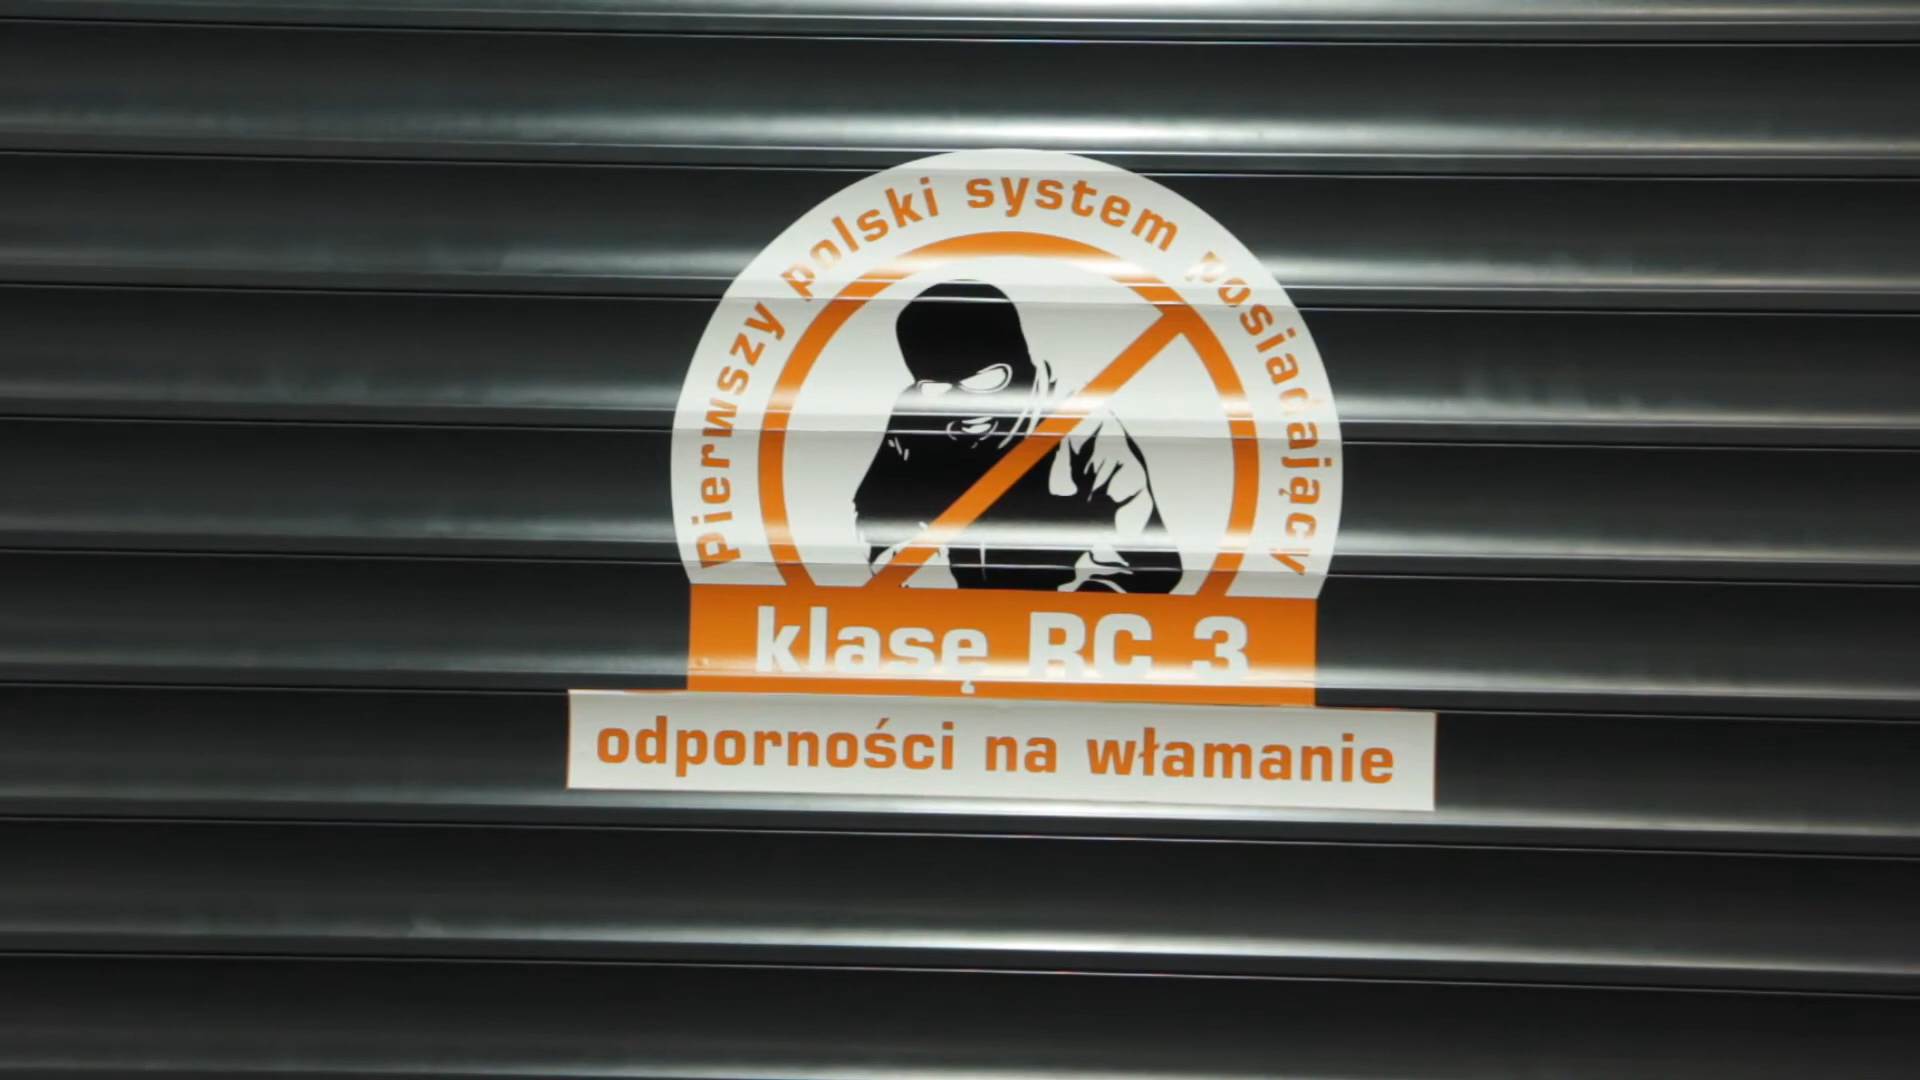 Pierwszy polski system posiadający
klasę RC 3
odporności na włamanie